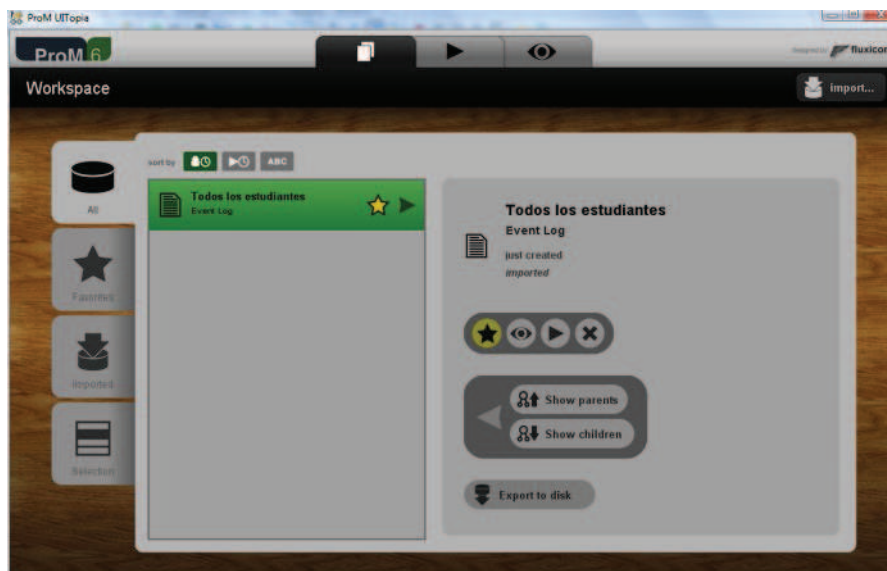 ProM UITopia
ProM 6
fluxicon
Workspace
import...
sort by
ABC
All
Favorites
Imported
Selection
Todos los estudiantes
Event Log
Todos los estudiantes
Event Log
just created
imported
Show parents
Show children
Export to disk